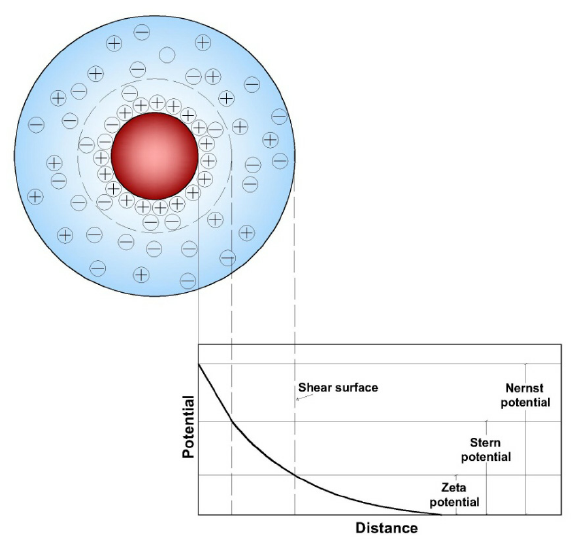 Shear surface
Nernst
potential
Stern
potential
Zeta
potential
Potential
Distance